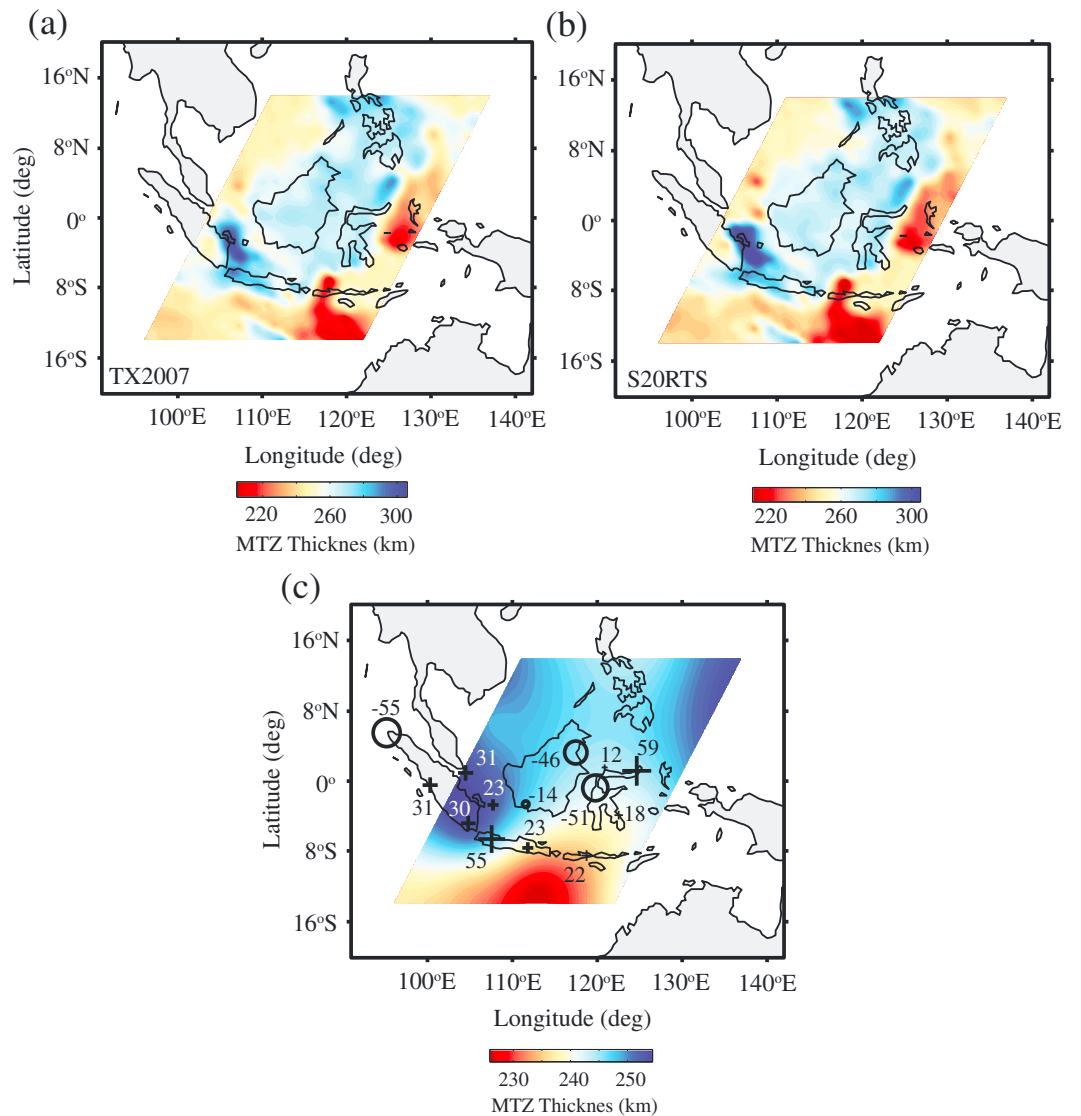 (a)
(b)
16°N
8°N
0°
8°S
16°S
Latitude (deg)
TX2007
100°E 110°E 120°E 130°E 140°E
Longitude (deg)
220 260 300
MTZ Thicknes (km)
16°N
8°N
0°
8°S
16°S
Latitude (deg)
S20RTS
100°E 110°E 120°E 130°E 140°E
Longitude (deg)
220 260 300
MTZ Thicknes (km)
(c)
16°N
8°N
0°
8°S
16°S
Latitude (deg)
-55
59
12
-46
31
31
23
-14
30
-51
18
23
55
22
100°E 110°E 120°E 130°E 140°E
Longitude (deg)
230 240 250
MTZ Thicknes (km)